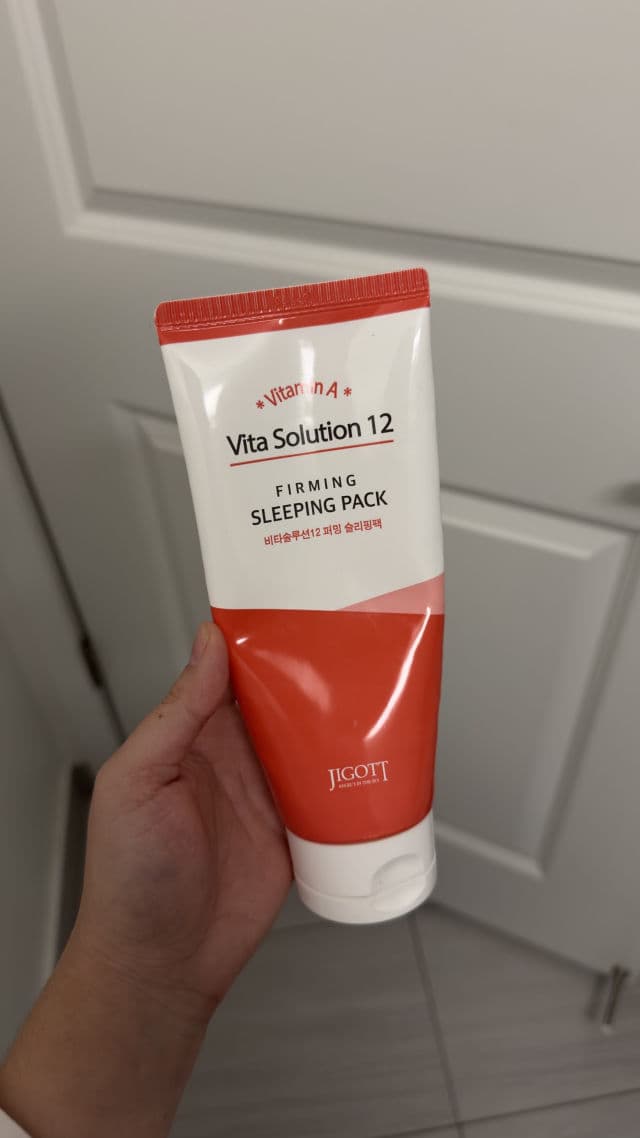 * Vitamin A *
Vita Solution 12
FIRMING
SLEEPING PACK
비타솔루션12 퍼밍 슬리핑팩
JIGOTT